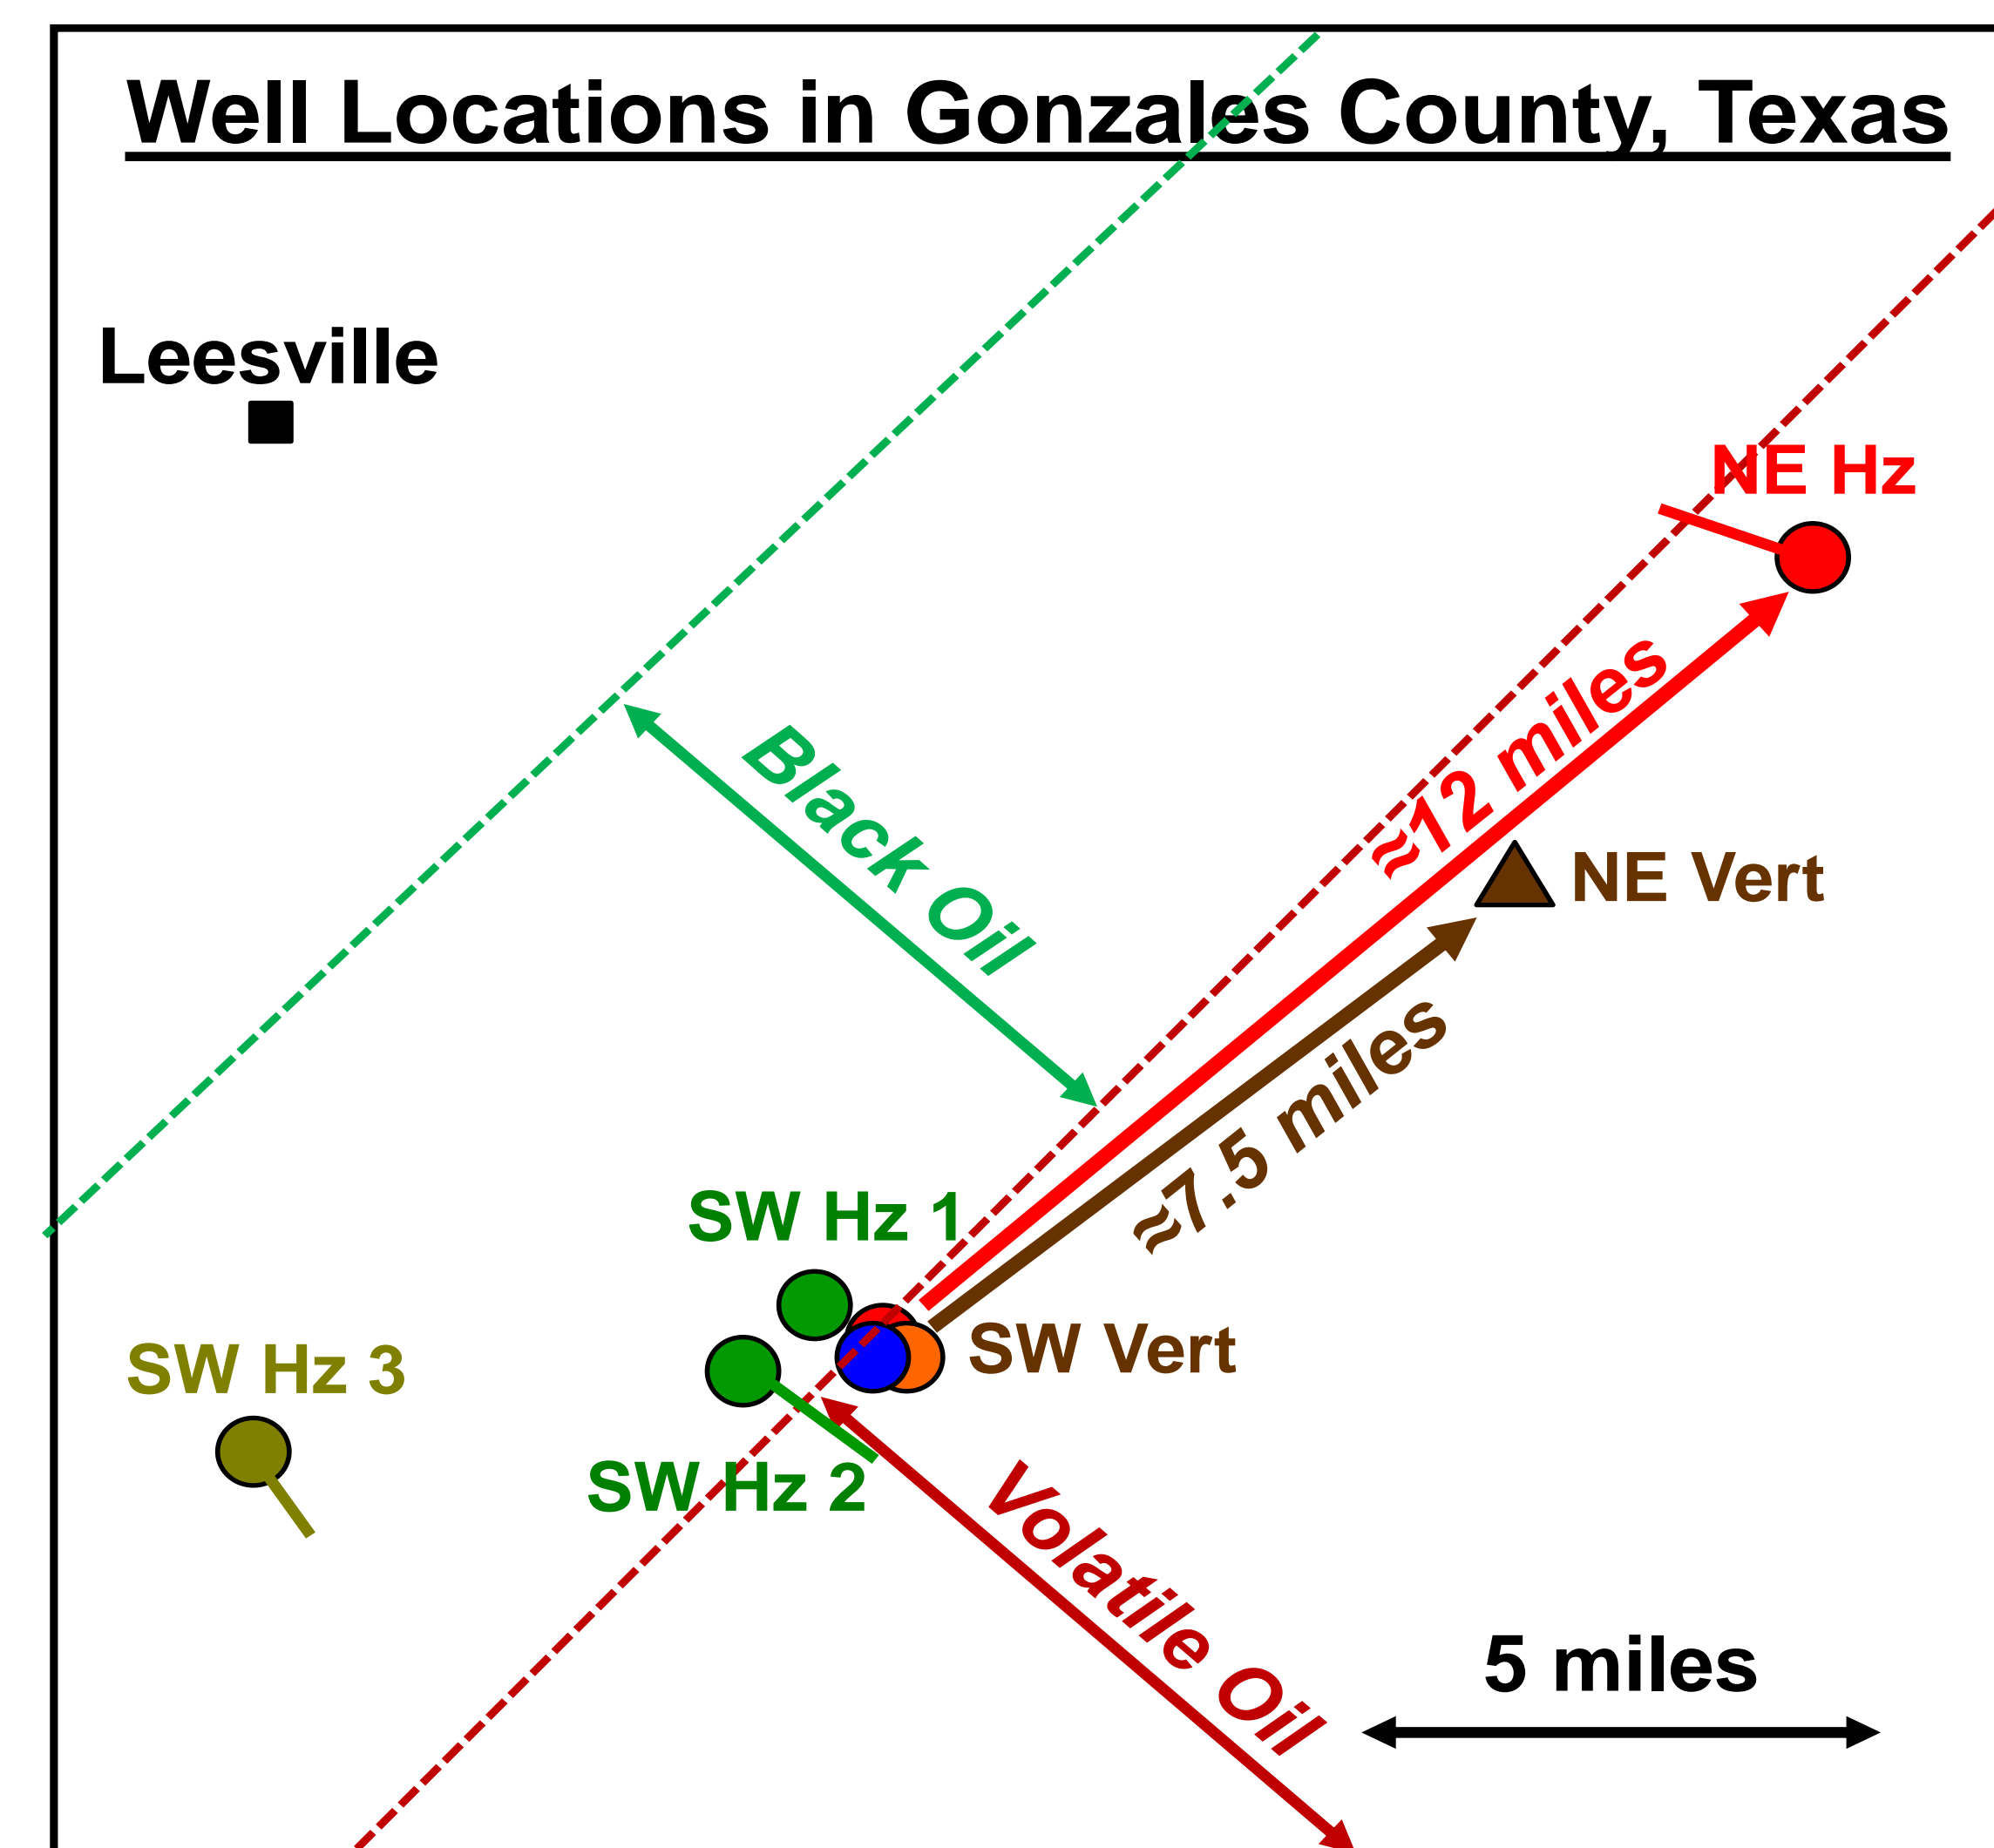 Well Locations in Gonzales County, Texas
Leesville
NE Hz
≈12 miles
Black Oil
NE Vert
≈7.5 miles
SW Hz 1
SW Vert
SW Hz 3
SW Hz 2
Volatile Oil
5 miles